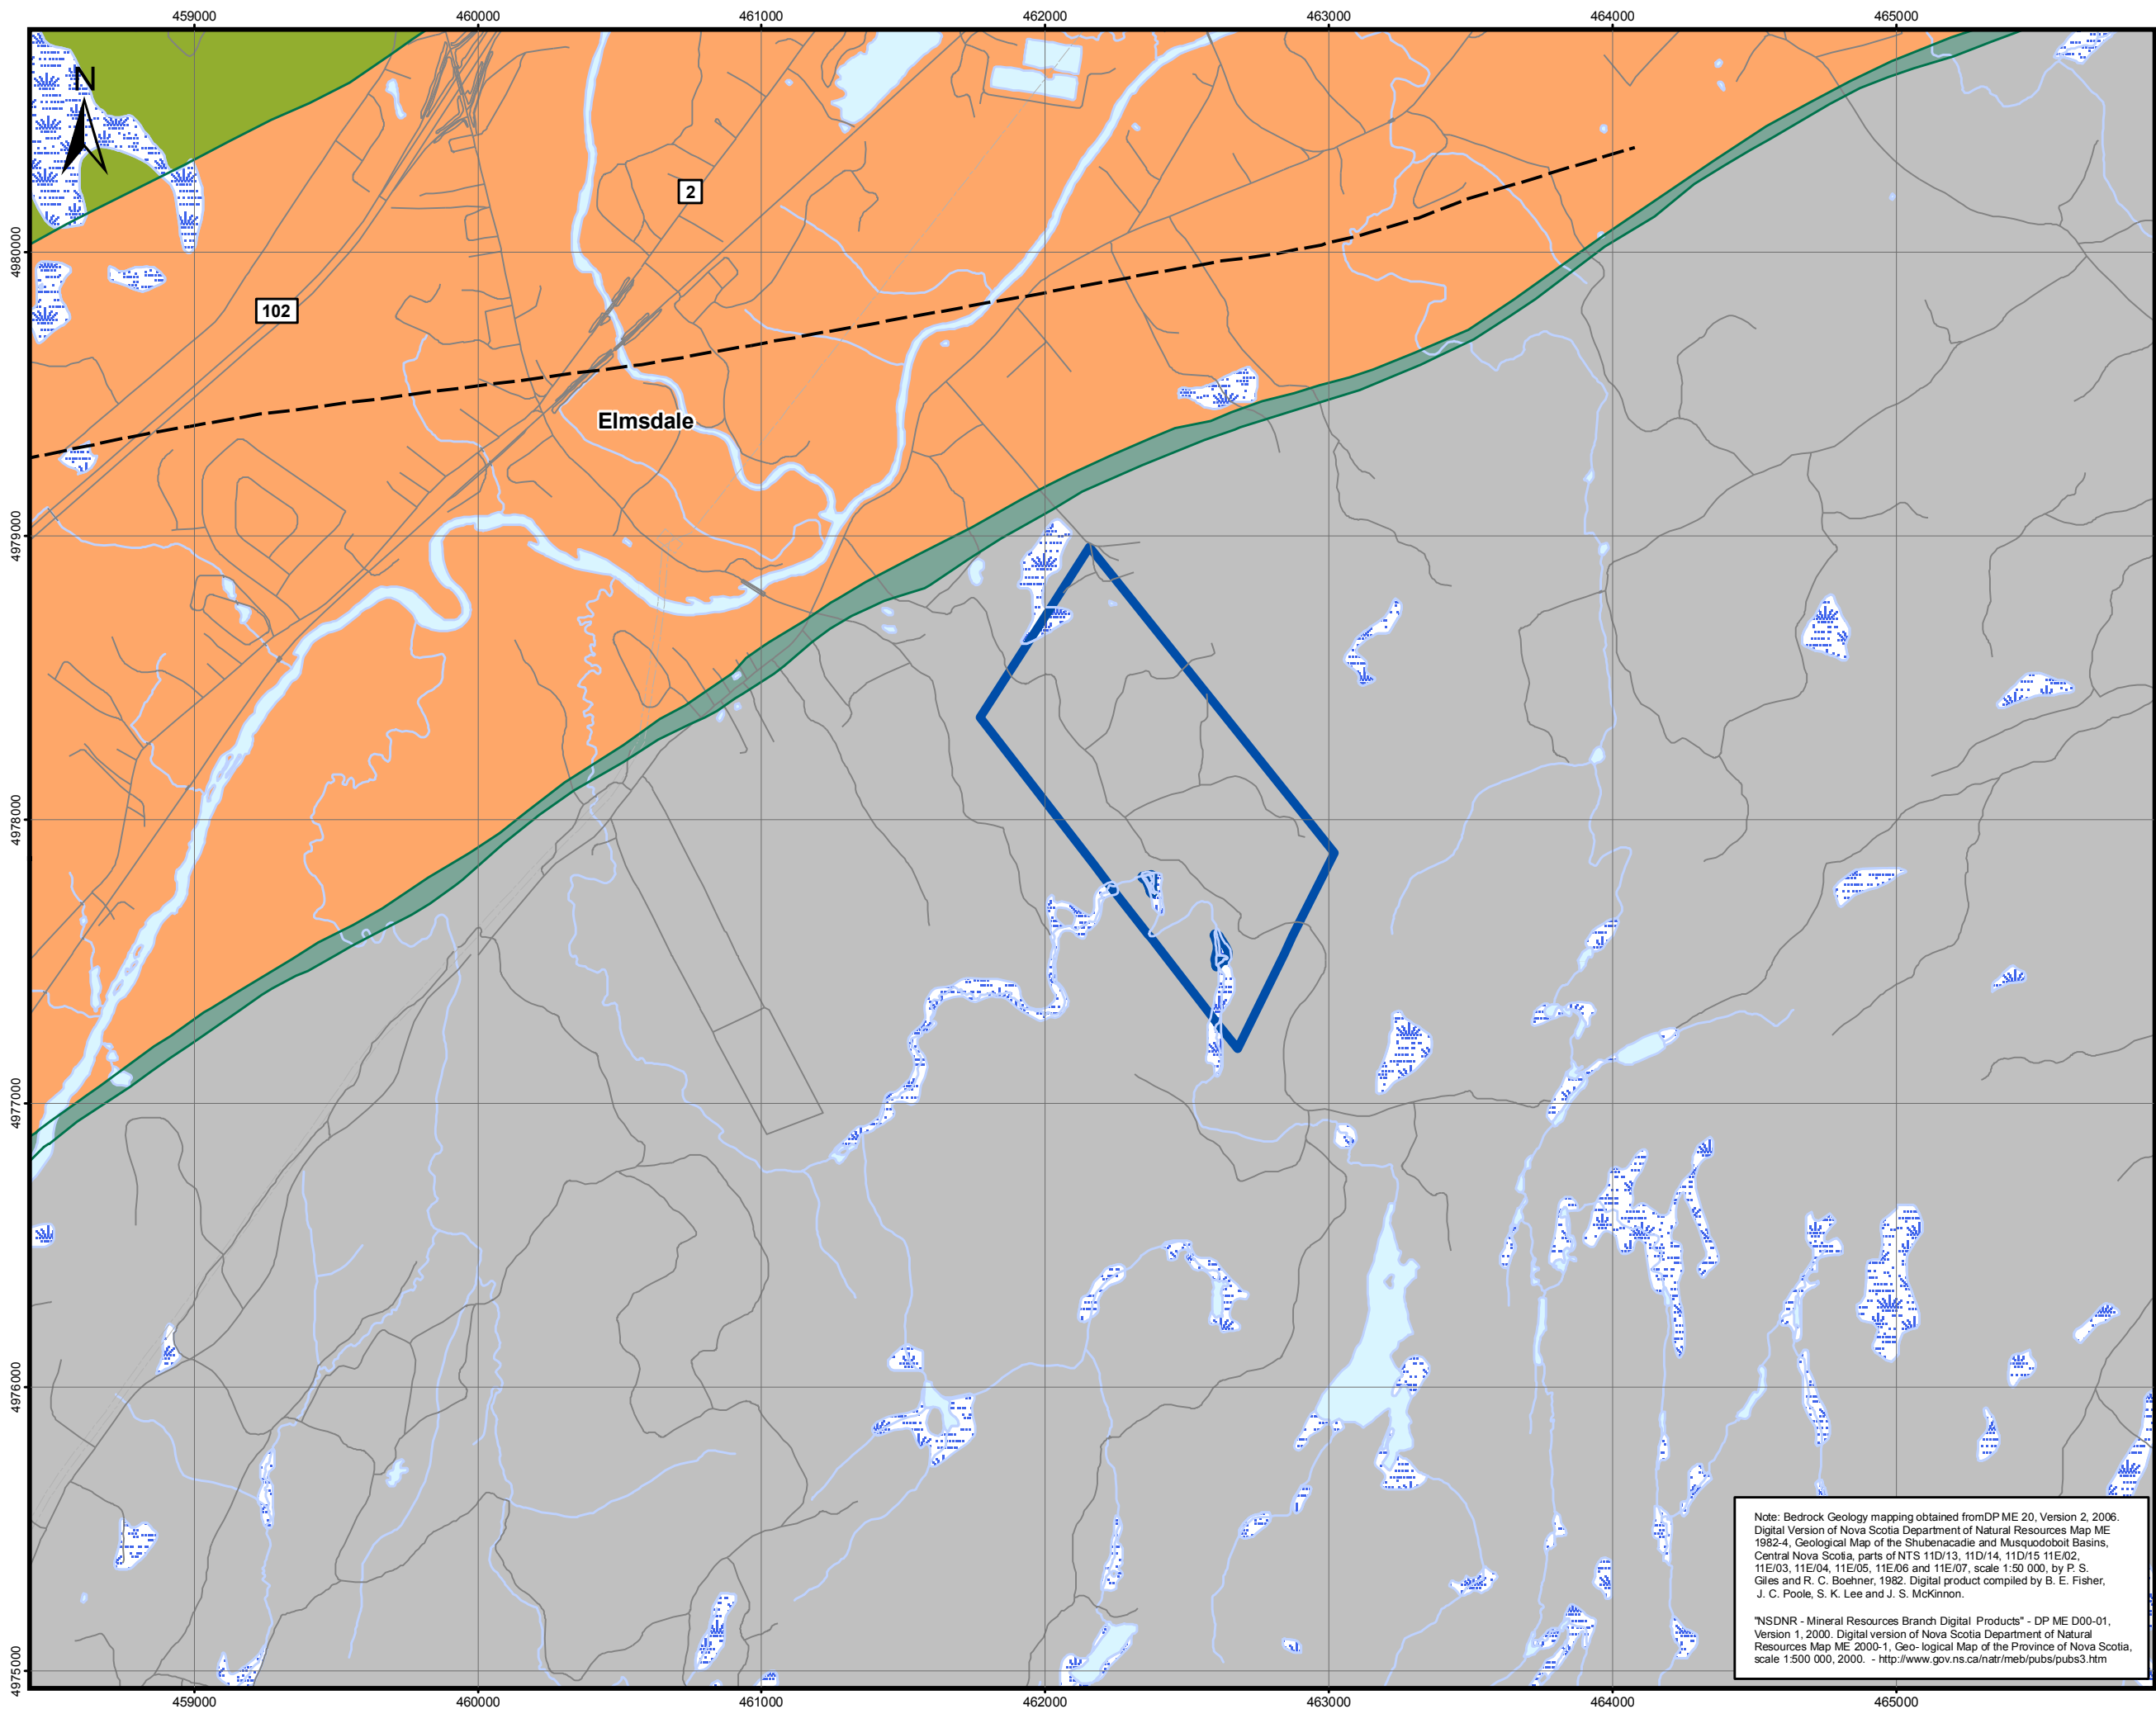 459000 460000 461000 462000 463000 464000 465000
N
2
4980000
102
Elmsdale
4979000
4978000
4977000
4976000
4975000
Note: Bedrock Geology mapping obtained fromDP ME 20, Version 2, 2006.
Digital Version of Nova Scotia Department of Natural Resources Map ME
1982-4, Geological Map of the Shubenacadie and Musquodoboit Basins,
Central Nova Scotia, parts of NTS 11D/13, 11D/14, 11D/15 11E/02,
11E/03, 11E/04, 11E/05, 11E/06 and 11E/07, scale 1:50 000, by P. S.
Giles and R. C. Boehner, 1982. Digital product compiled by B. E. Fisher,
J. C. Poole, S. K. Lee and J. S. McKinnon.
"NSDNR - Mineral Resources Branch Digital Products" - DP ME D00-01,
Version 1, 2000. Digital version of Nova Scotia Department of Natural
Resources Map ME 2000-1, Geo- logical Map of the Province of Nova Scotia,
scale 1:500 000, 2000. - http://www.gov.ns.ca/natr/meb/pubs/pubs3.htm
459000 460000 461000 462000 463000 464000 465000